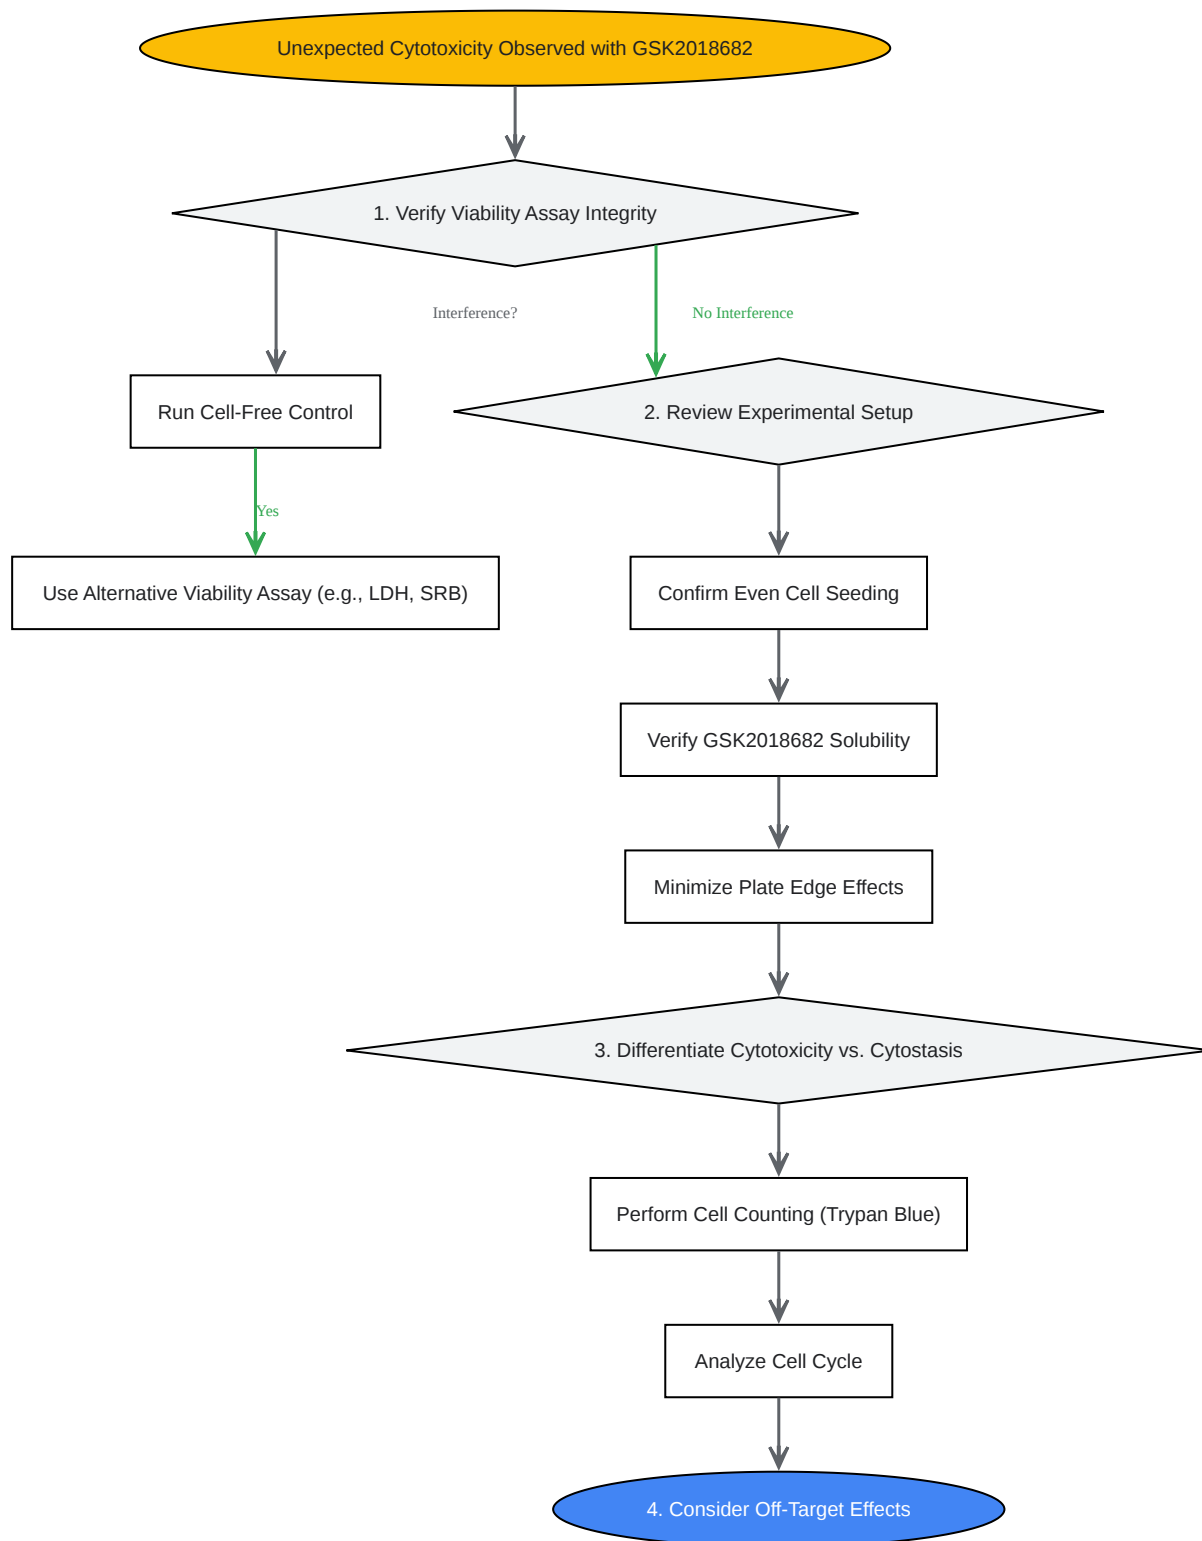 Unexpected Cytotoxicity Observed with GSK2018682
1. Verify Viability Assay Integrity
Interference?
No Interference
Run Cell-Free Control
2. Review Experimental Setup
Yes
Use Alternative Viability Assay (e.g., LDH, SRB)
Confirm Even Cell Seeding
Verify GSK2018682 Solubility
Minimize Plate Edge Effects
3. Differentiate Cytotoxicity vs. Cytostasis
Perform Cell Counting (Trypan Blue)
Analyze Cell Cycle
4. Consider Off-Target Effects